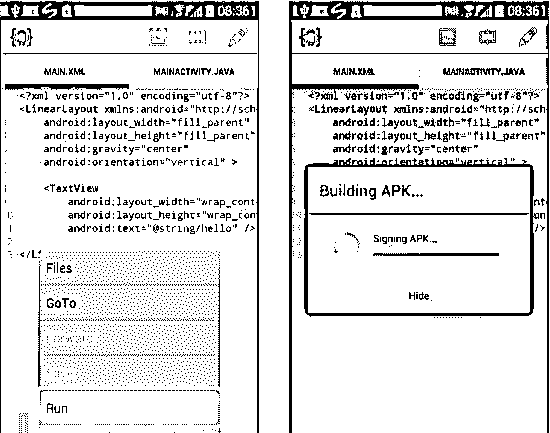 08:36
MAIN.XML
MAINACTIVITY.JAVA
<?xml version="1.0" encoding="utf-8"?>
<LinearLayout xmlns:android="http://sch
android:layout_width="fill_parent"
android:layout_height="fill_parent"
android:gravity="center"
android:orientation="vertical" >
<TextView
android:layout_width="wrap_cont
android:layout_height="wrap_con
android:text="@string/hello" />
</Li
Files
GoTo
Run
08:36
MAIN.XML
MAINACTIVITY.JAVA
<?xml version="1.0" encoding="utf-8"?>
<LinearLayout xmlns:android="http://sch
android:layout_width="fill_parent"
android:layout_height="fill_parent"
android:gravity="center"
android:orientation="vertical" >
Building APK...
Signing APK...
Hide